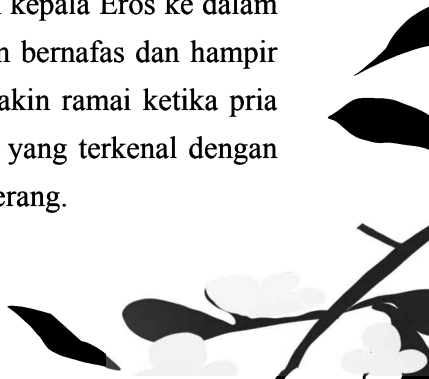 kepala Eros ke dalam
bernafas dan hampir
akin ramai ketika pria
yang terkenal dengan
erang.